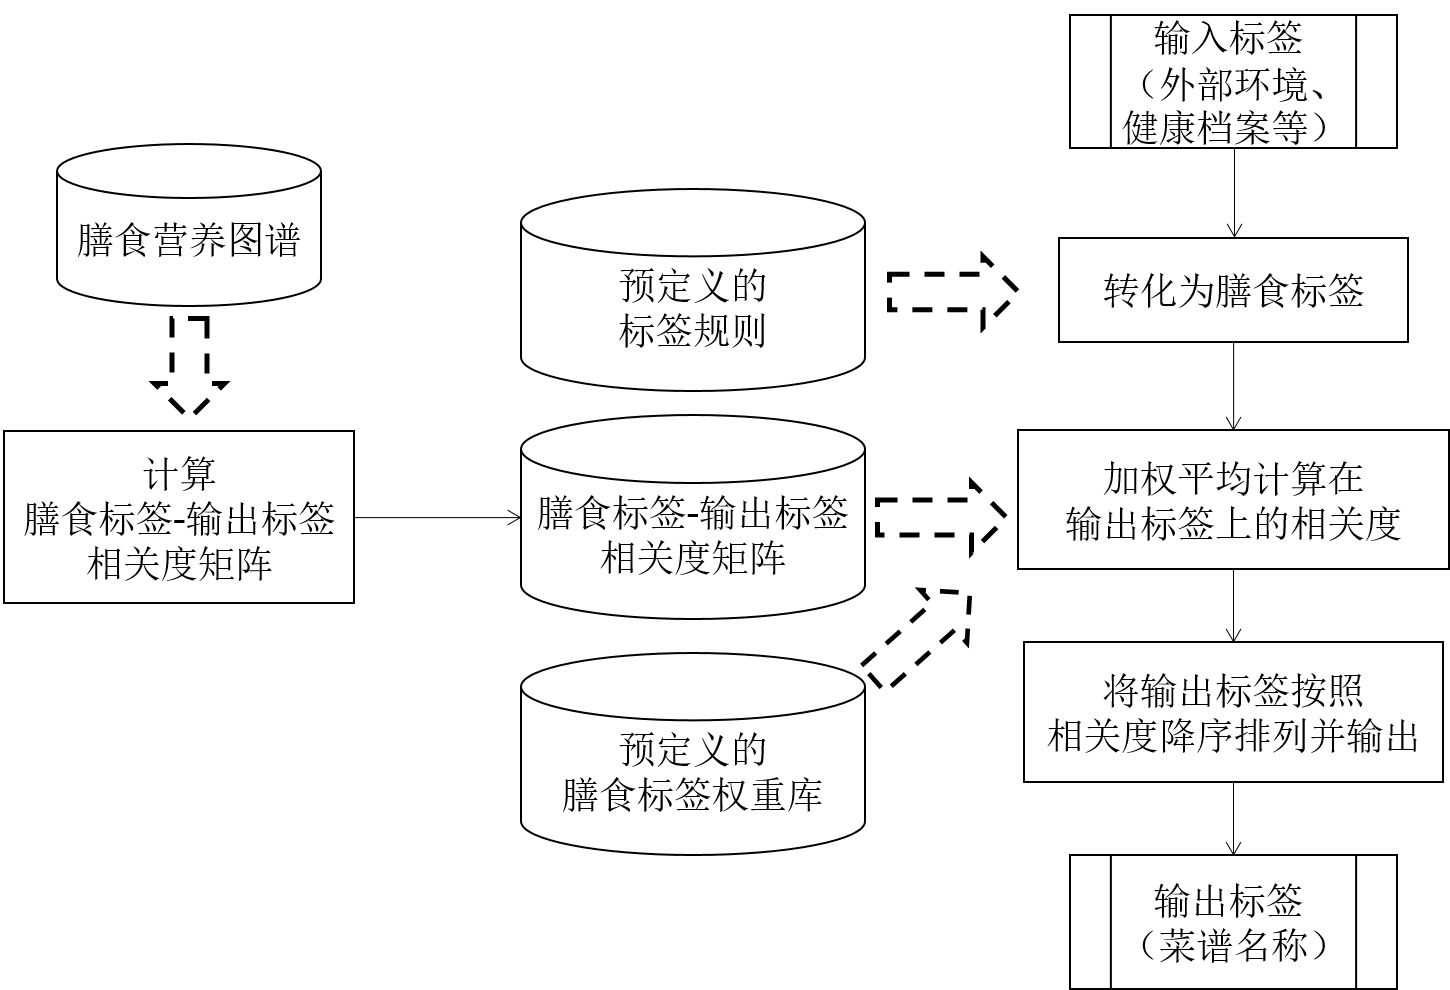 膳食营养图谱
计算
膳食标签-输出标签
相关度矩阵
预定义的
标签规则
膳食标签-输出标签
相关度矩阵
预定义的
膳食标签权重库
输入标签
（外部环境、
健康档案等）
转化为膳食标签
加权平均计算在
输出标签上的相关度
将输出标签按照
相关度降序排列并输出
输出标签
（菜谱名称）